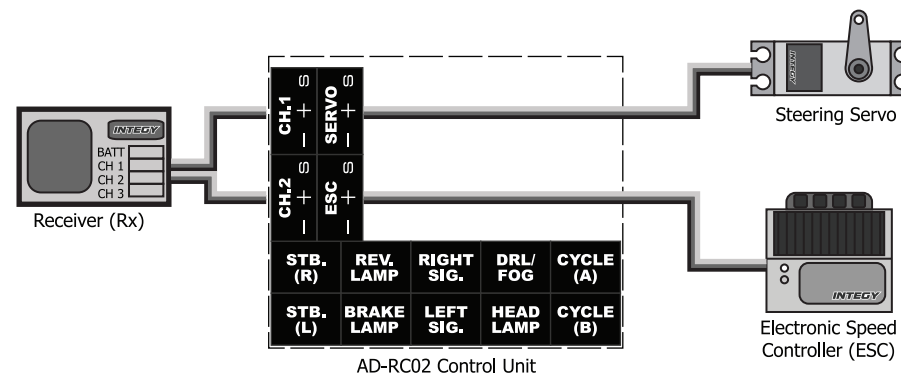 INTEGY
BATT
CH 1
CH 2
CH 3
Receiver (Rx)
CH.1 - + S
SERVO - + S
CH.2 - + S
ESC - + S
STB. (R)
REV. LAMP
RIGHT SIG.
DRL/ FOG
CYCLE (A)
STB. (L)
BRAKE LAMP
LEFT SIG.
HEAD LAMP
CYCLE (B)
AD-RC02 Control Unit
INTEGY
Steering Servo
INTEGY
Electronic Speed
Controller (ESC)